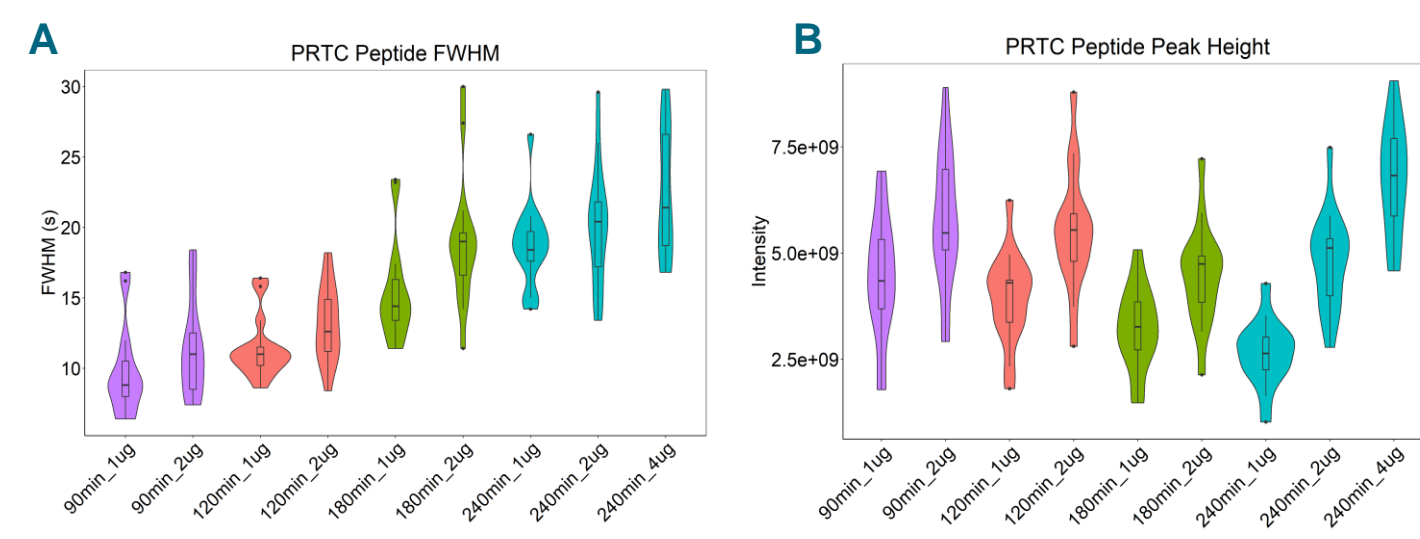 A
PRTC Peptide FWHM
FWHM (s)
30
25
20
15
10
90min_1ug
90min_2ug
120min_1ug
120min_2ug
180min_1ug
180min_2ug
240min_1ug
240min_2ug
240min_4ug
B
PRTC Peptide Peak Height
Intensity
7.5e+09
5.0e+09
2.5e+09
90min_1ug
90min_2ug
120min_1ug
120min_2ug
180min_1ug
180min_2ug
240min_1ug
240min_2ug
240min_4ug